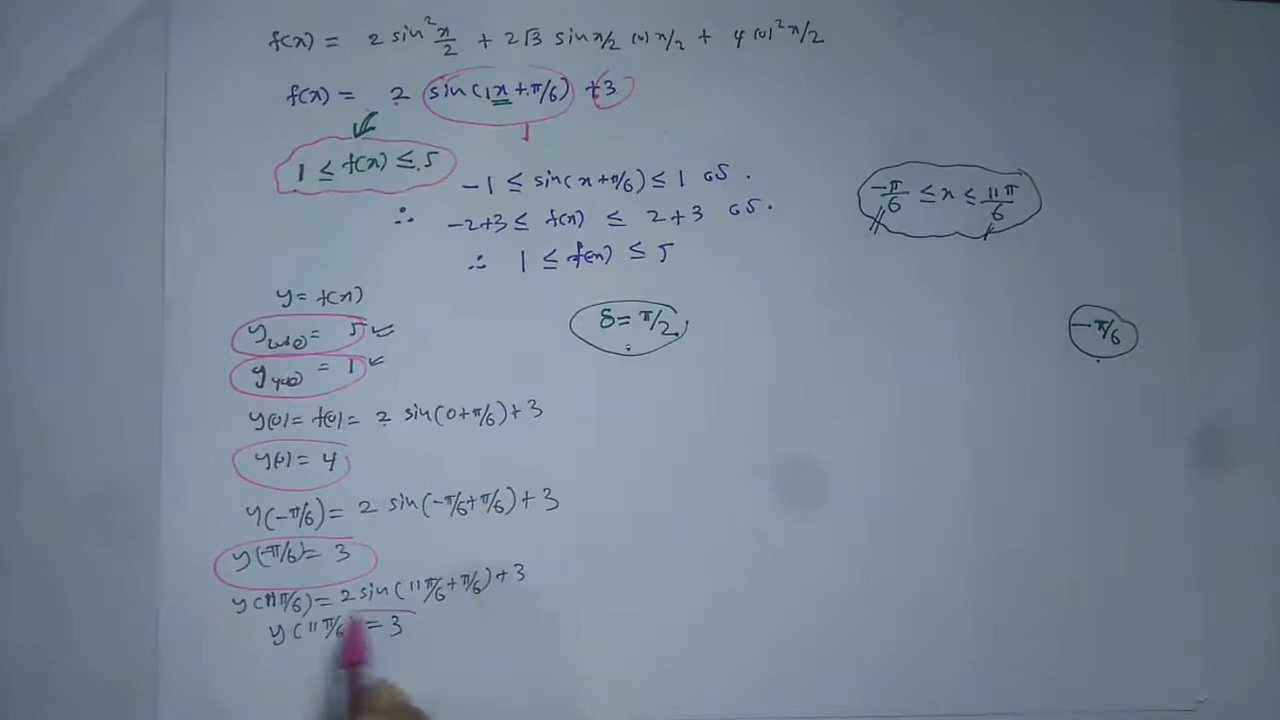 f(x) = 2 sin²x/2 + 2√3 sin x/2 cos x/2 + 4 cos²x/2
f(x) = 2 sin(1x + π/6) + 3
1 ≤ f(x) ≤ 5
-1 ≤ sin(x + π/6) ≤ 1
∴ -2+3 ≤ f(x) ≤ 2+3
∴ 1 ≤ f(x) ≤ 5
-π/6 ≤ x ≤ 11π/6
y = f(x)
δ = π/2
-π/6
y = 5
y = 1
y(0) = f(0) = 2 sin(0+π/6)+3
y(0) = 4
y(-π/6) = 2 sin(-π/6+π/6)+3
y(-π/6) = 3
y(11π/6) = 2 sin(11π/6+π/6)+3
y(11π/6) = 3